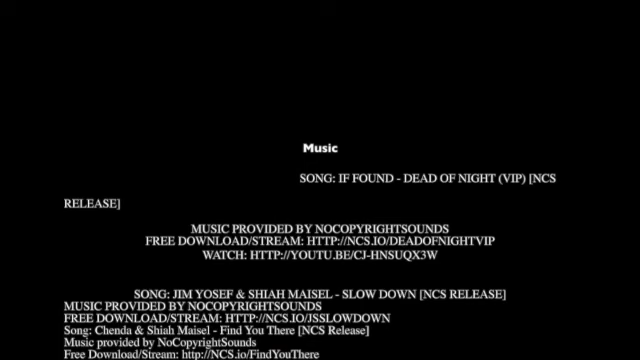 Music
SONG: IF FOUND - DEAD OF NIGHT (VIP) [NCS
RELEASE]
MUSIC PROVIDED BY NOCOPYRIGHTSOUNDS
FREE DOWNLOAD/STREAM: HTTP://NCS.IO/DEADOFNIGHTVIP
WATCH: HTTP://YOUTU.BE/CJ-HNSUQX3W
SONG: JIM YOSEF & SHIAH MAISEL - SLOW DOWN [NCS RELEASE]
MUSIC PROVIDED BY NOCOPYRIGHTSOUNDS
FREE DOWNLOAD/STREAM: HTTP://NCS.IO/JSSLOWDOWN
Song: Chenda & Shiah Maisel - Find You There [NCS Release]
Music provided by NoCopyrightSounds
Free Download/Stream: http://NCS.io/FindYouThere